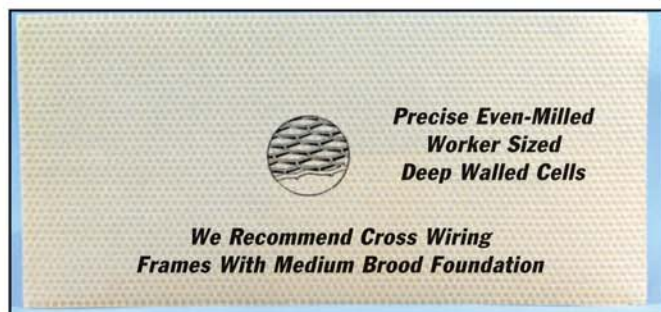 Precise Even-Milled
Worker Sized
Deep Walled Cells
We Recommend Cross Wiring
Frames With Medium Brood Foundation